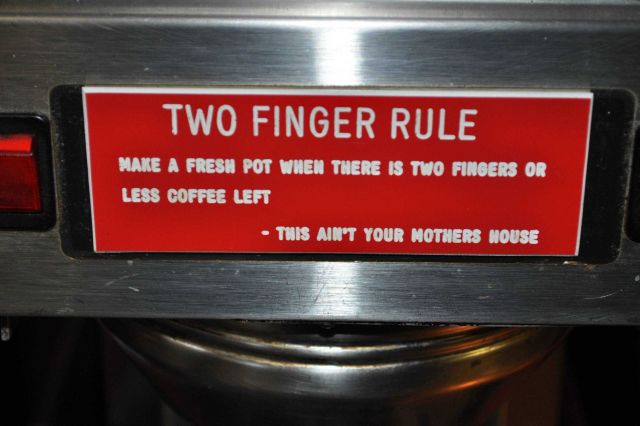 TWO FINGER RULE
MAKE A FRESH POT WHEN THERE IS TWO FINGERS OR
LESS COFFEE LEFT
- THIS AIN'T YOUR MOTHERS HOUSE